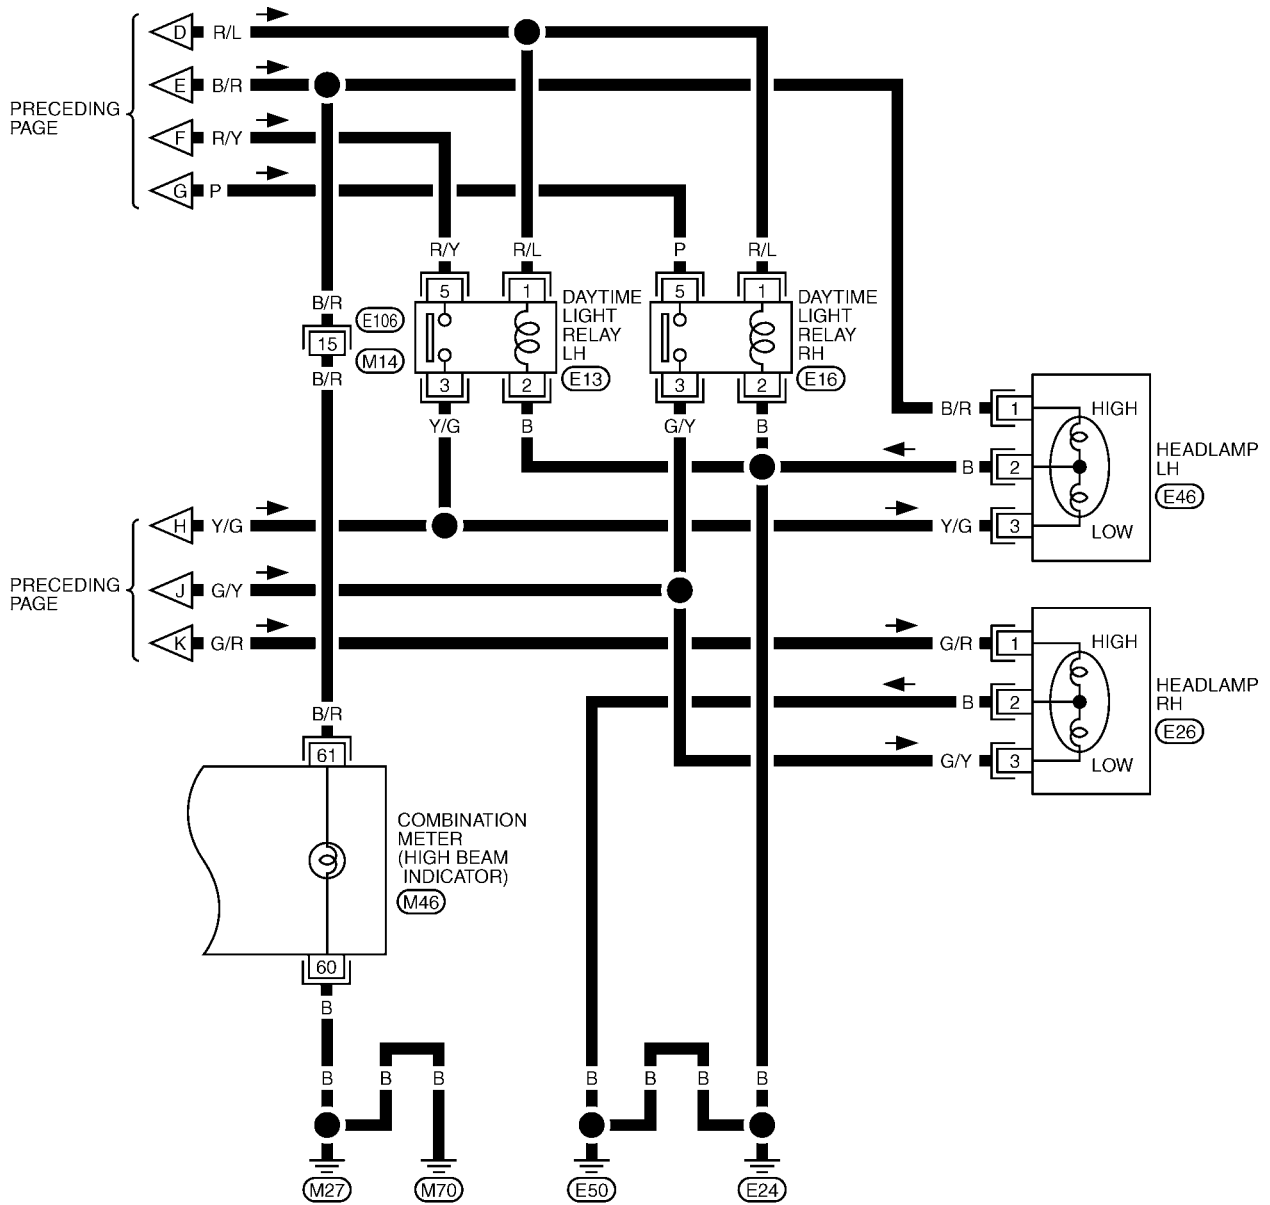 D R/L
E B/R
PRECEDING
PAGE
F R/Y
G P
R/Y R/L P R/L
5 1 5 1
B/R
E106
15
M14
B/R
DAYTIME
LIGHT
RELAY
LH
E13
DAYTIME
LIGHT
RELAY
RH
E16
3 2 3 2
Y/G B G/Y B
B/R 1 HIGH
B 2
Y/G 3 LOW
HEADLAMP
LH
E46
H Y/G
PRECEDING
PAGE
J G/Y
K G/R
G/R 1 HIGH
B 2
G/Y 3 LOW
HEADLAMP
RH
E26
B/R
61
COMBINATION
METER
(HIGH BEAM
INDICATOR)
M46
60
B
B B B B B B B
M27 M70 E50 E24